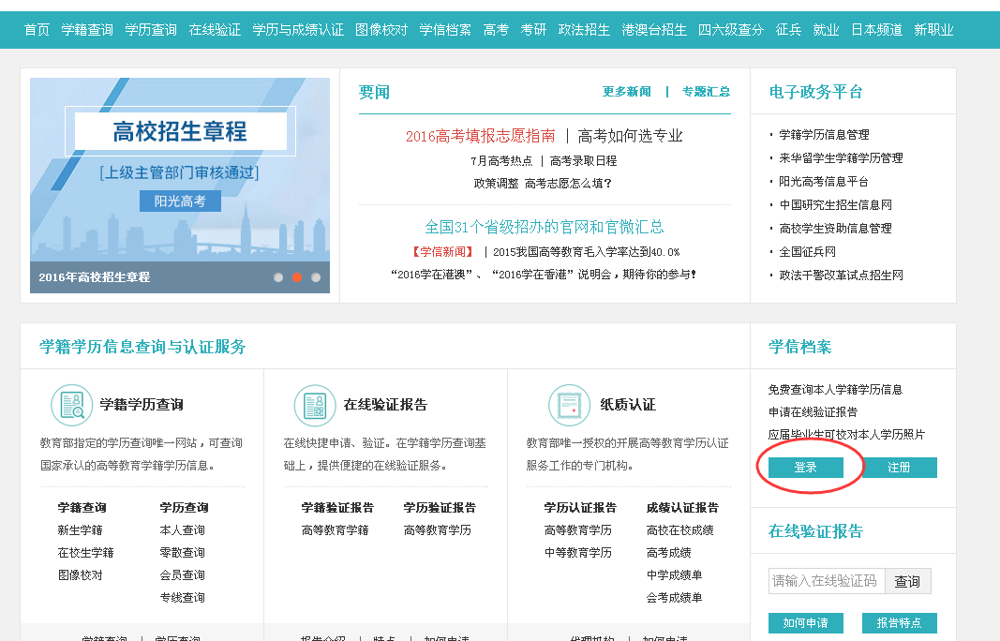 首页 学籍查询 学历查询 在线验证 学历与成绩认证 图像校对 学信档案 高考 考研 政法招生 港澳台招生 四六级查分 征兵 就业 日本频道 新职业
高校招生章程
[上级主管部门审核通过]
阳光高考
2016年高校招生章程
要闻
更多新闻 | 专题汇总
2016高考填报志愿指南 | 高考如何选专业
7月高考热点 | 高考录取日程
政策调整 高考志愿怎么填?
全国31个省级招办的官网和官微汇总
【学信新闻】 | 2015我国高等教育毛入学率达到40.0%
“2016学在港澳”、“2016学在香港”说明会，期待你的参与!
电子政务平台
· 学籍学历信息管理
· 来华留学生学籍学历管理
· 阳光高考信息平台
· 中国研究生招生信息网
· 高校学生资助信息管理
· 全国征兵网
· 政法干警改革试点招生网
学籍学历信息查询与认证服务
学籍学历查询
教育部指定的学历查询唯一网站，可查询
国家承认的高等教育学籍学历信息。
学籍查询
新生学籍
在校生学籍
图像校对
学历查询
本人查询
零散查询
会员查询
专线查询
学籍查询 | 学历查询
在线验证报告
在线快捷申请、验证。在学籍学历查询基
础上，提供便捷的在线验证服务。
学籍验证报告
高等教育学籍
学历验证报告
高等教育学历
报告介绍 | 特点 | 如何申请
纸质认证
教育部唯一授权的开展高等教育学历认证
服务工作的专门机构。
学历认证报告
高等教育学历
中等教育学历
成绩认证报告
高校在校成绩
高考成绩
中学成绩单
会考成绩单
代理机构 | 如何申请
学信档案
免费查询本人学籍学历信息
申请在线验证报告
应届毕业生可校对本人学历照片
登录 注册
在线验证报告
请输入在线验证码 查询
如何申请 报告特点